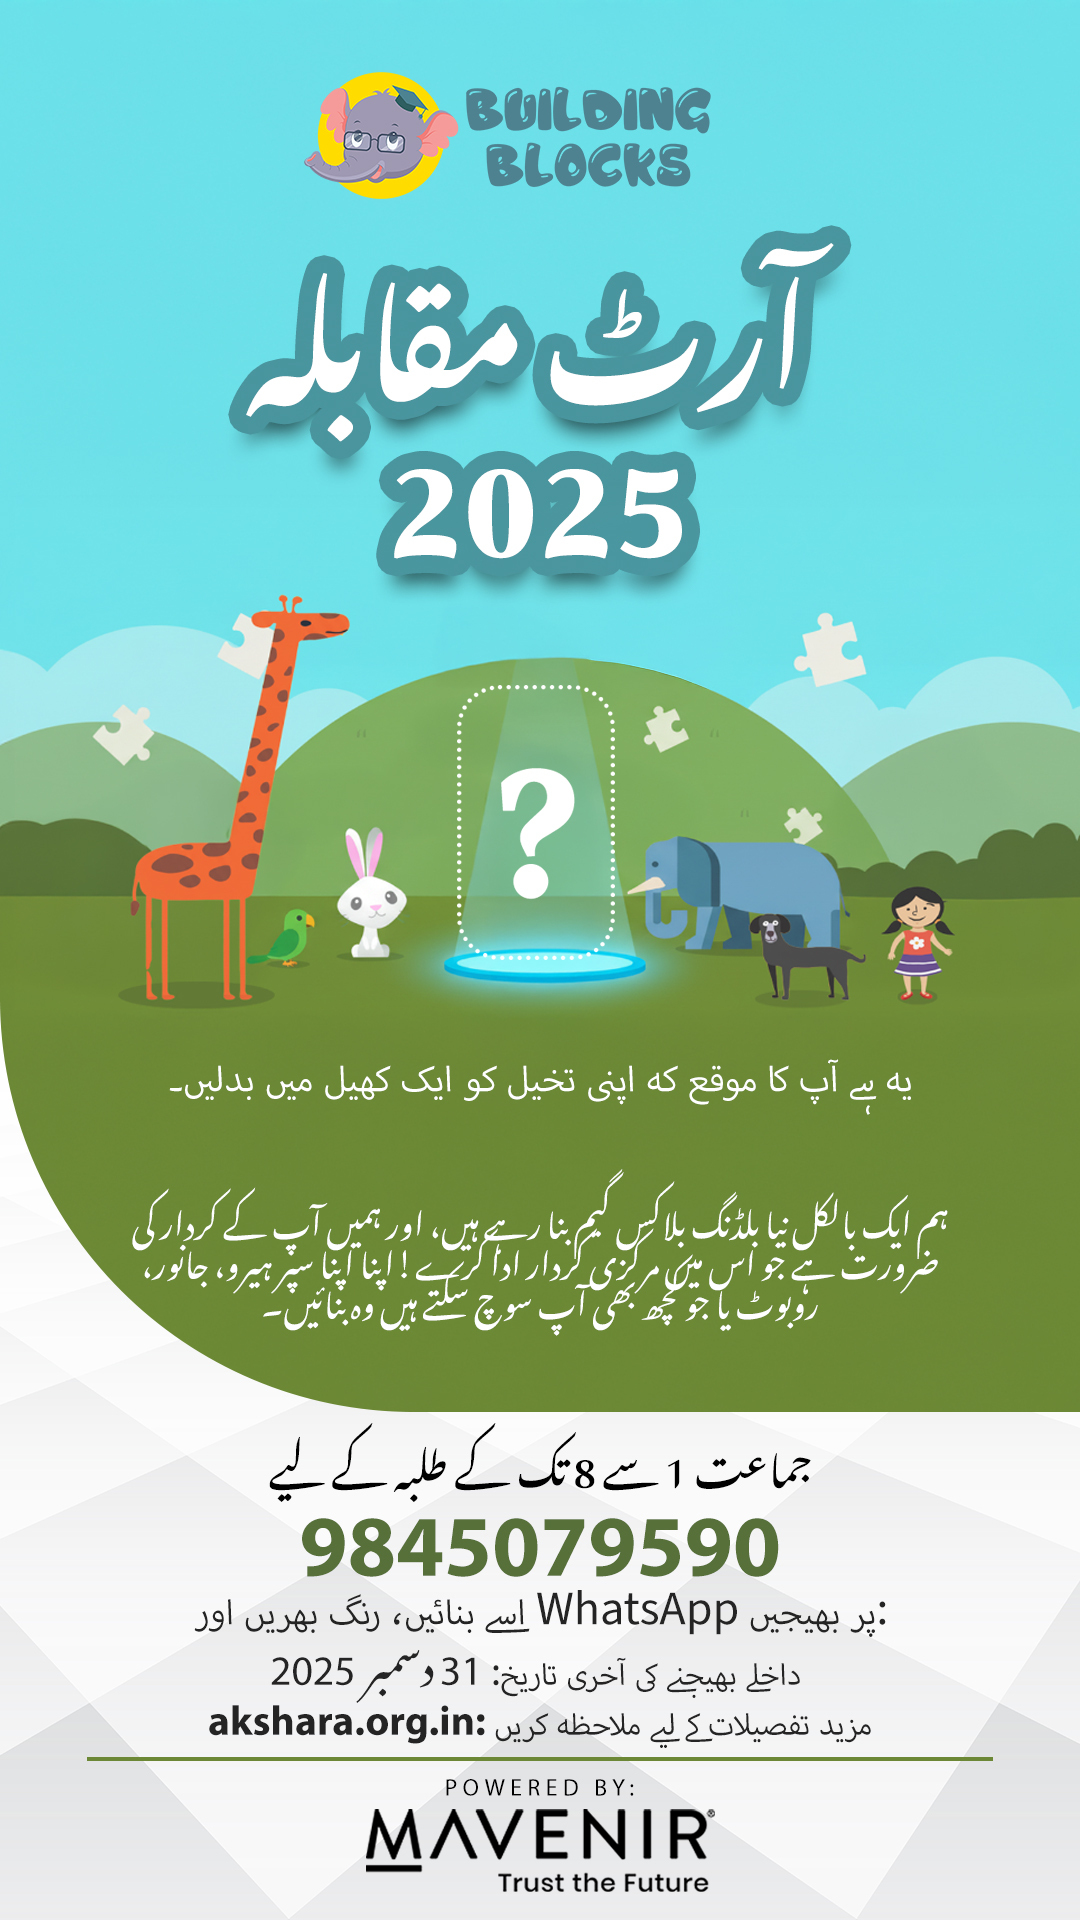 BUILDING
BLOCKS
آرٹ مقابلہ
2025
?
یہ ہے آپ کا موقع کہ اپنی تخیل کو ایک کھیل میں بدلیں۔
ہم ایک بالکل نیا بلڈنگ بلاکس گیم بنا رہے ہیں، اور ہمیں آپ کے کردار کی
ضرورت ہے جو اس میں مرکزی کردار ادا کرے! اپنا اپنا سپر ہیرو، جانور،
روبوٹ یا جو کچھ بھی آپ سوچ سکتے ہیں وہ بنائیں۔
جماعت 1 سے 8 تک کے طلبہ کے لیے
9845079590
اسے بنائیں، رنگ بھریں اور WhatsApp پر بھیجیں:
داخلے بھیجنے کی آخری تاریخ: 31 دسمبر 2025
مزید تفصیلات کے لیے ملاحظہ کریں akshara.org.in:
POWERED BY:
MAVENIR®
Trust the Future